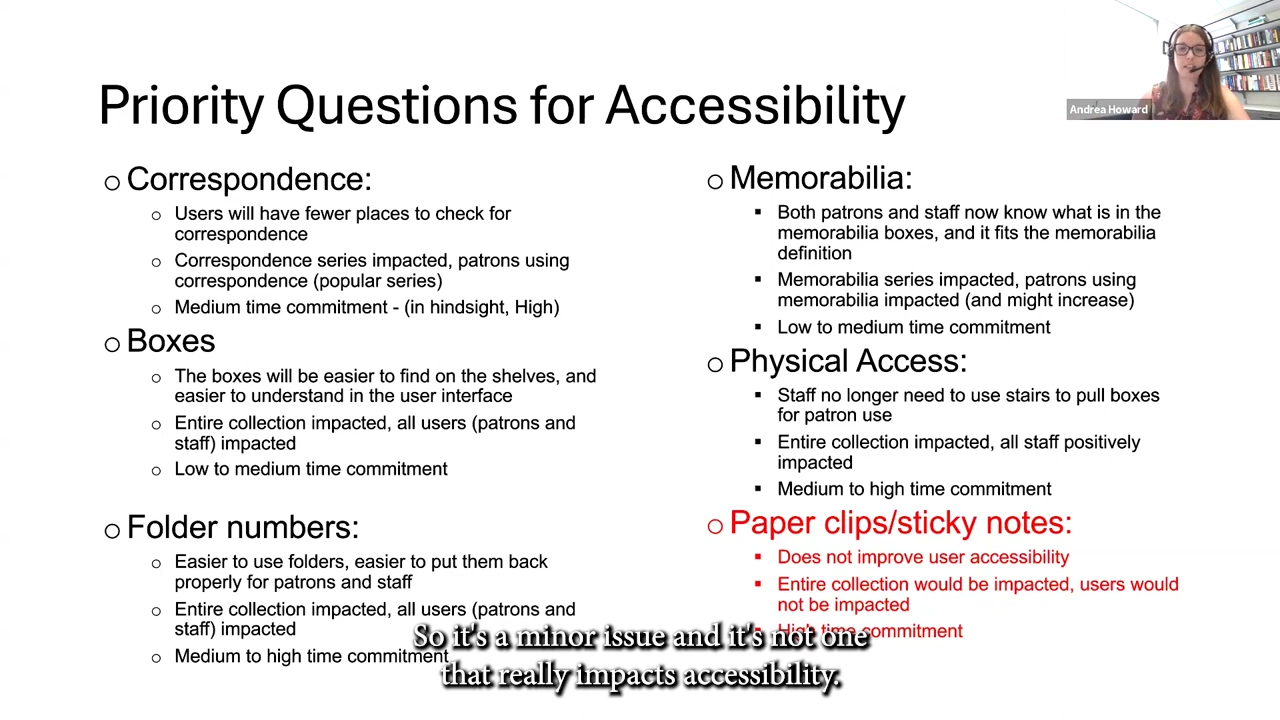 Priority Questions for Accessibility
Andrea Howard
Correspondence:
Users will have fewer places to check for
correspondence
Correspondence series impacted, patrons using
correspondence (popular series)
Medium time commitment - (in hindsight, High)
Boxes
The boxes will be easier to find on the shelves, and
easier to understand in the user interface
Entire collection impacted, all users (patrons and
staff) impacted
Low to medium time commitment
Folder numbers:
Easier to use folders, easier to put them back
properly for patrons and staff
Entire collection impacted, all users (patrons and
staff) impacted
Medium to high time commitment
Memorabilia:
Both patrons and staff now know what is in the
memorabilia boxes, and it fits the memorabilia
definition
Memorabilia series impacted, patrons using
memorabilia impacted (and might increase)
Low to medium time commitment
Physical Access:
Staff no longer need to use stairs to pull boxes
for patron use
Entire collection impacted, all staff positively
impacted
Medium to high time commitment
Paper clips/sticky notes:
Does not improve user accessibility
Entire collection would be impacted, users would
not be impacted
High time commitment
So it's a minor issue and it's not one
that really impacts accessibility.